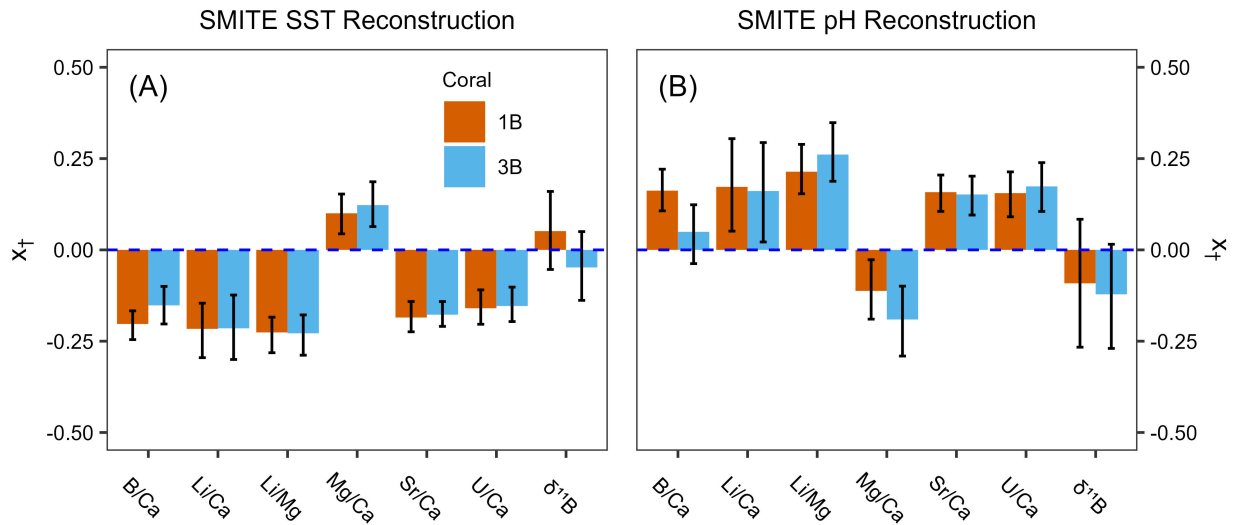 SMITE SST Reconstruction
SMITE pH Reconstruction
(A)
Coral
1B
3B
(B)
0.50
0.25
0.00
-0.25
-0.50
x†
0.50
0.25
0.00
-0.25
-0.50
x†
B/Ca
Li/Ca
Li/Mg
Mg/Ca
Sr/Ca
U/Ca
δ¹¹B
B/Ca
Li/Ca
Li/Mg
Mg/Ca
Sr/Ca
U/Ca
δ¹¹B